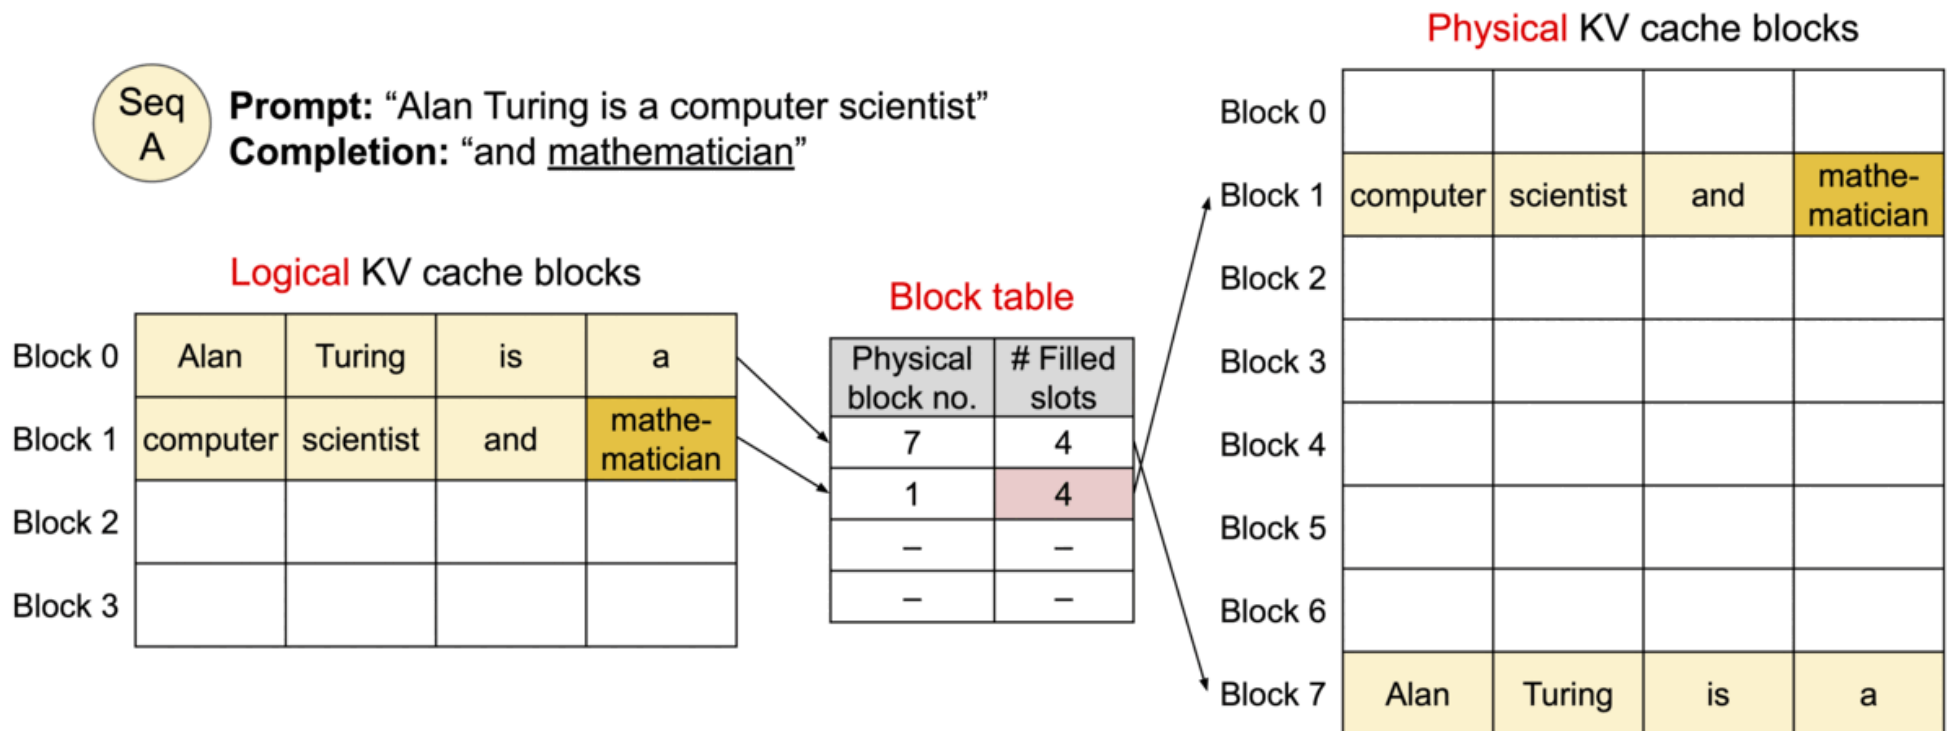 Physical KV cache blocks
Seq A
Prompt: “Alan Turing is a computer scientist”
Completion: “and mathematician”
Logical KV cache blocks
Block 0 Alan Turing is a
Block 1 computer scientist and mathe-matician
Block 2
Block 3
Block table
Physical block no. # Filled slots
7 4
1 4
– –
– –
Block 0
Block 1 computer scientist and mathe-matician
Block 2
Block 3
Block 4
Block 5
Block 6
Block 7 Alan Turing is a